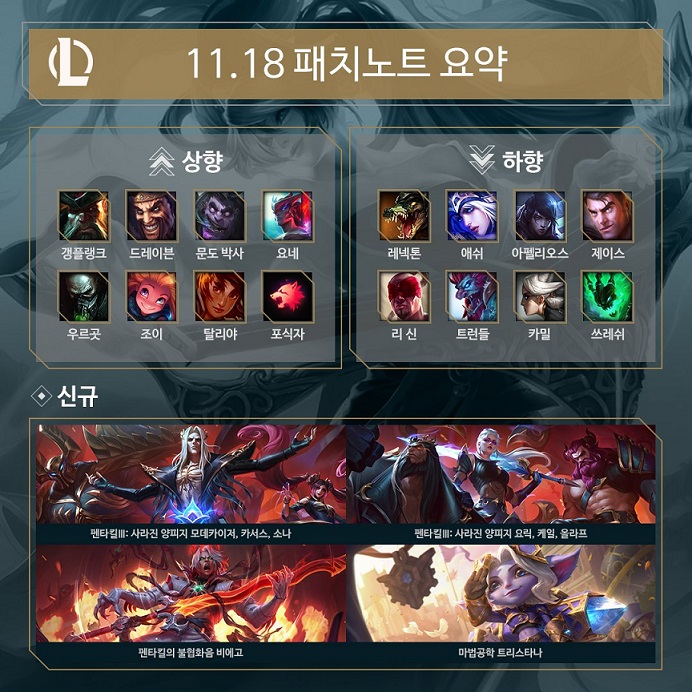 11.18 패치노트 요약
상향
갱플랭크 드레이븐 문도 박사 요네
우르곳 조이 탈리야 포식자
하향
레넥톤 애쉬 아펠리오스 제이스
리 신 트런들 카밀 쓰레쉬
신규
펜타킬III: 사라진 양피지 모데카이저, 카서스, 소나
펜타킬III: 사라진 양피지 요릭, 케일, 올라프
펜타킬의 불협화음 비에고
마법공학 트리스타나